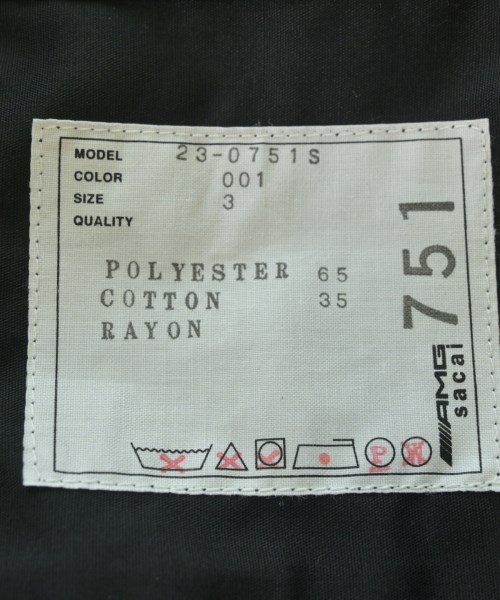 MODEL 23-0751S
COLOR 001
SIZE 3
QUALITY
POLYESTER 65
COTTON 35
RAYON
751
AMG
sacai
P
W